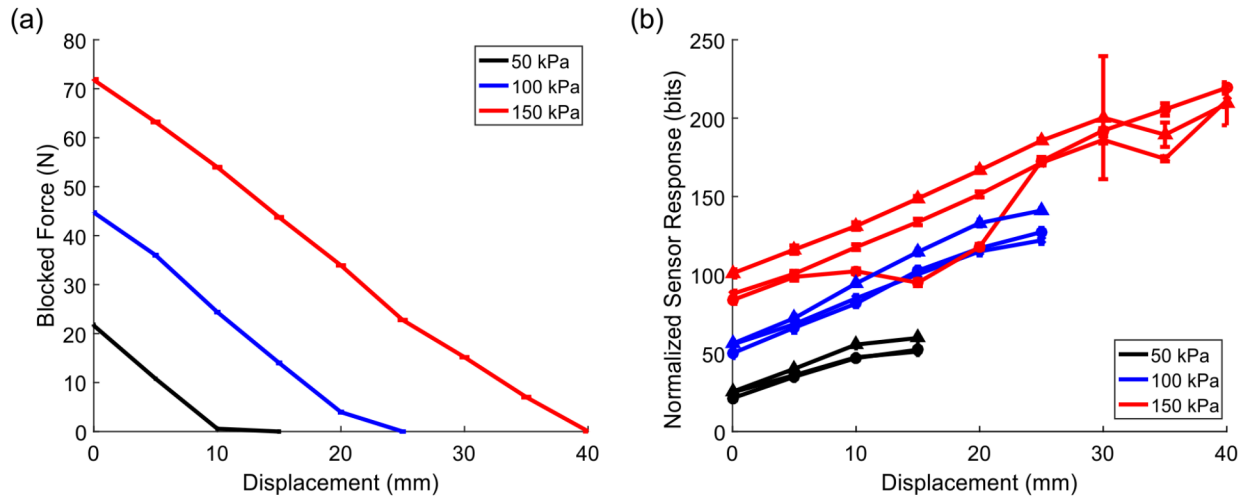 (a)
80
70
60
50
40
30
20
10
0
Blocked Force (N)
50 kPa
100 kPa
150 kPa
0 10 20 30 40
Displacement (mm)
(b)
250
200
150
100
50
0
Normalized Sensor Response (bits)
50 kPa
100 kPa
150 kPa
0 10 20 30 40
Displacement (mm)